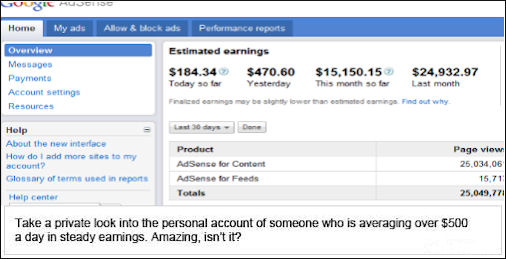 Google AdSense
Home My ads Allow & block ads Performance reports
Overview
Messages
Payments
Account settings
Resources
Help
About the new interface
How do I add more sites to my
account?
Glossary of terms used in reports
Help center
Estimated earnings
$184.34 ? $470.60 $15,150.15 ? $24,932.97
Today so far Yesterday This month so far Last month
Finalized earnings may be slightly lower than estimated earnings. Find out why.
Last 30 days Done
Product Page view
AdSense for Content 25,034,06
AdSense for Feeds 15,71
Totals 25,049,778
Take a private look into the personal account of someone who is averaging over $500
a day in steady earnings. Amazing, isn't it?